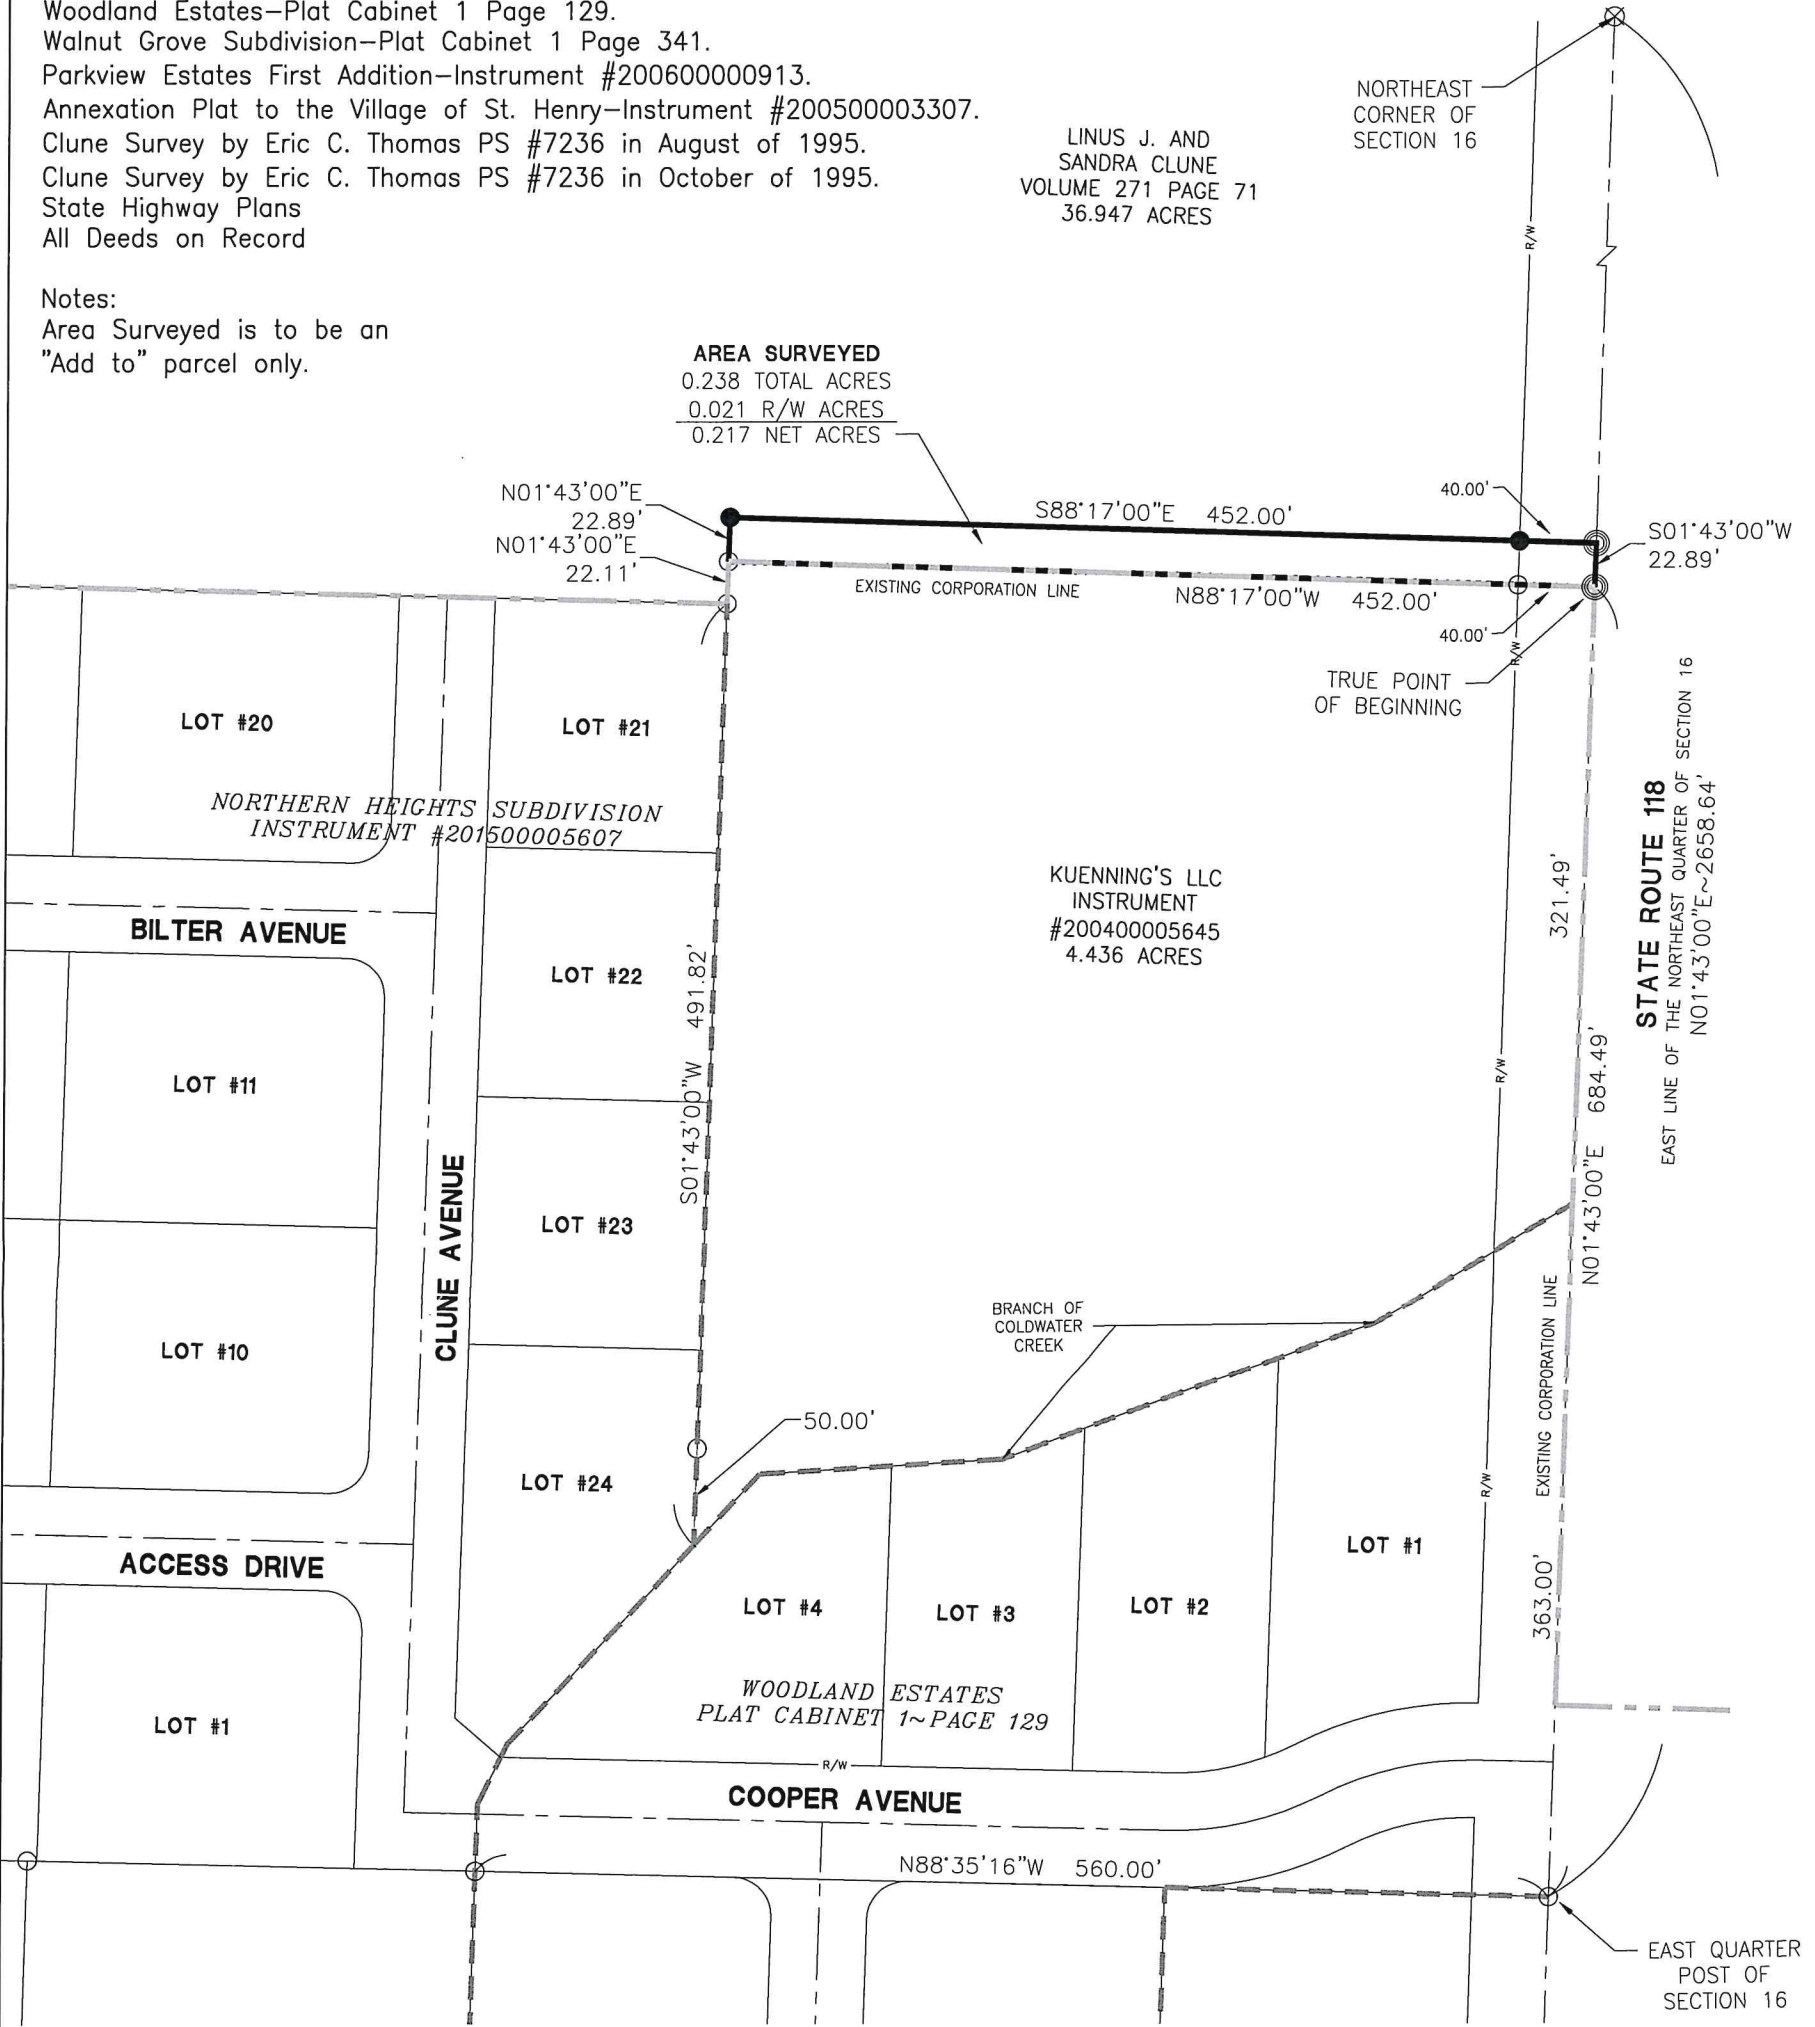 Woodland Estates–Plat Cabinet 1 Page 129.
Walnut Grove Subdivision–Plat Cabinet 1 Page 341.
Parkview Estates First Addition–Instrument #200600000913.
Annexation Plat to the Village of St. Henry–Instrument #200500003307.
Clune Survey by Eric C. Thomas PS #7236 in August of 1995.
Clune Survey by Eric C. Thomas PS #7236 in October of 1995.
State Highway Plans
All Deeds on Record
Notes:
Area Surveyed is to be an
"Add to" parcel only.
LINUS J. AND
SANDRA CLUNE
VOLUME 271 PAGE 71
36.947 ACRES
NORTHEAST
CORNER OF
SECTION 16
R/W
AREA SURVEYED
0.238 TOTAL ACRES
0.021 R/W ACRES
0.217 NET ACRES
N01°43'00"E
22.89'
N01°43'00"E
22.11'
S88°17'00"E 452.00'
40.00'
S01°43'00"W
22.89'
EXISTING CORPORATION LINE
N88°17'00"W 452.00'
40.00'
R/W
TRUE POINT
OF BEGINNING
LOT #20
LOT #21
NORTHERN HEIGHTS SUBDIVISION
INSTRUMENT #201500005607
BILTER AVENUE
LOT #22
LOT #11
CLUNE AVENUE
LOT #23
LOT #10
LOT #24
S01°43'00"W 491.82'
KUENNING'S LLC
INSTRUMENT
#200400005645
4.436 ACRES
321.49'
STATE ROUTE 118
EAST LINE OF THE NORTHEAST QUARTER OF SECTION 16
N01°43'00"E~2658.64'
N01°43'00"E 684.49'
R/W
BRANCH OF
COLDWATER
CREEK
EXISTING CORPORATION LINE
50.00'
R/W
363.00'
ACCESS DRIVE
LOT #1
LOT #4
LOT #3
LOT #2
LOT #1
WOODLAND ESTATES
PLAT CABINET 1~PAGE 129
R/W
COOPER AVENUE
N88°35'16"W 560.00'
EAST QUARTER
POST OF
SECTION 16